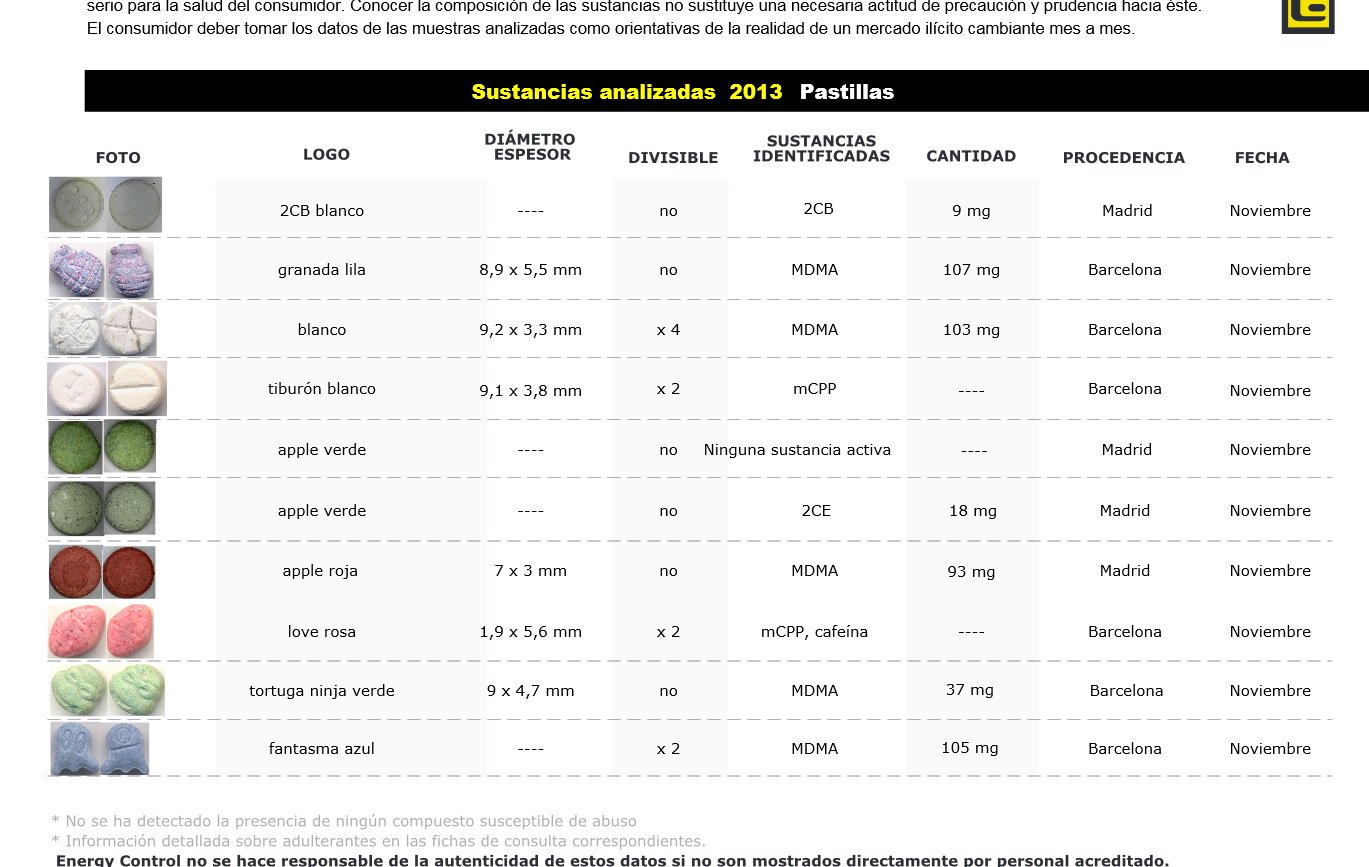 serio para la salud del consumidor. Conocer la composición de las sustancias no sustituye una necesaria actitud de precaución y prudencia hacia éste.
El consumidor deber tomar los datos de las muestras analizadas como orientativas de la realidad de un mercado ilícito cambiante mes a mes.
Sustancias analizadas 2013 Pastillas
FOTO LOGO DIÁMETRO ESPESOR DIVISIBLE SUSTANCIAS IDENTIFICADAS CANTIDAD PROCEDENCIA FECHA
2CB blanco ---- no 2CB 9 mg Madrid Noviembre
granada lila 8,9 x 5,5 mm no MDMA 107 mg Barcelona Noviembre
blanco 9,2 x 3,3 mm x 4 MDMA 103 mg Barcelona Noviembre
tiburón blanco 9,1 x 3,8 mm x 2 mCPP ---- Barcelona Noviembre
apple verde ---- no Ninguna sustancia activa ---- Madrid Noviembre
apple verde ---- no 2CE 18 mg Madrid Noviembre
apple roja 7 x 3 mm no MDMA 93 mg Madrid Noviembre
love rosa 1,9 x 5,6 mm x 2 mCPP, cafeína ---- Barcelona Noviembre
tortuga ninja verde 9 x 4,7 mm no MDMA 37 mg Barcelona Noviembre
fantasma azul ---- x 2 MDMA 105 mg Barcelona Noviembre
* No se ha detectado la presencia de ningún compuesto susceptible de abuso
* Información detallada sobre adulterantes en las fichas de consulta correspondientes.
Energy Control no se hace responsable de la autenticidad de estos datos si no son mostrados directamente por personal acreditado.